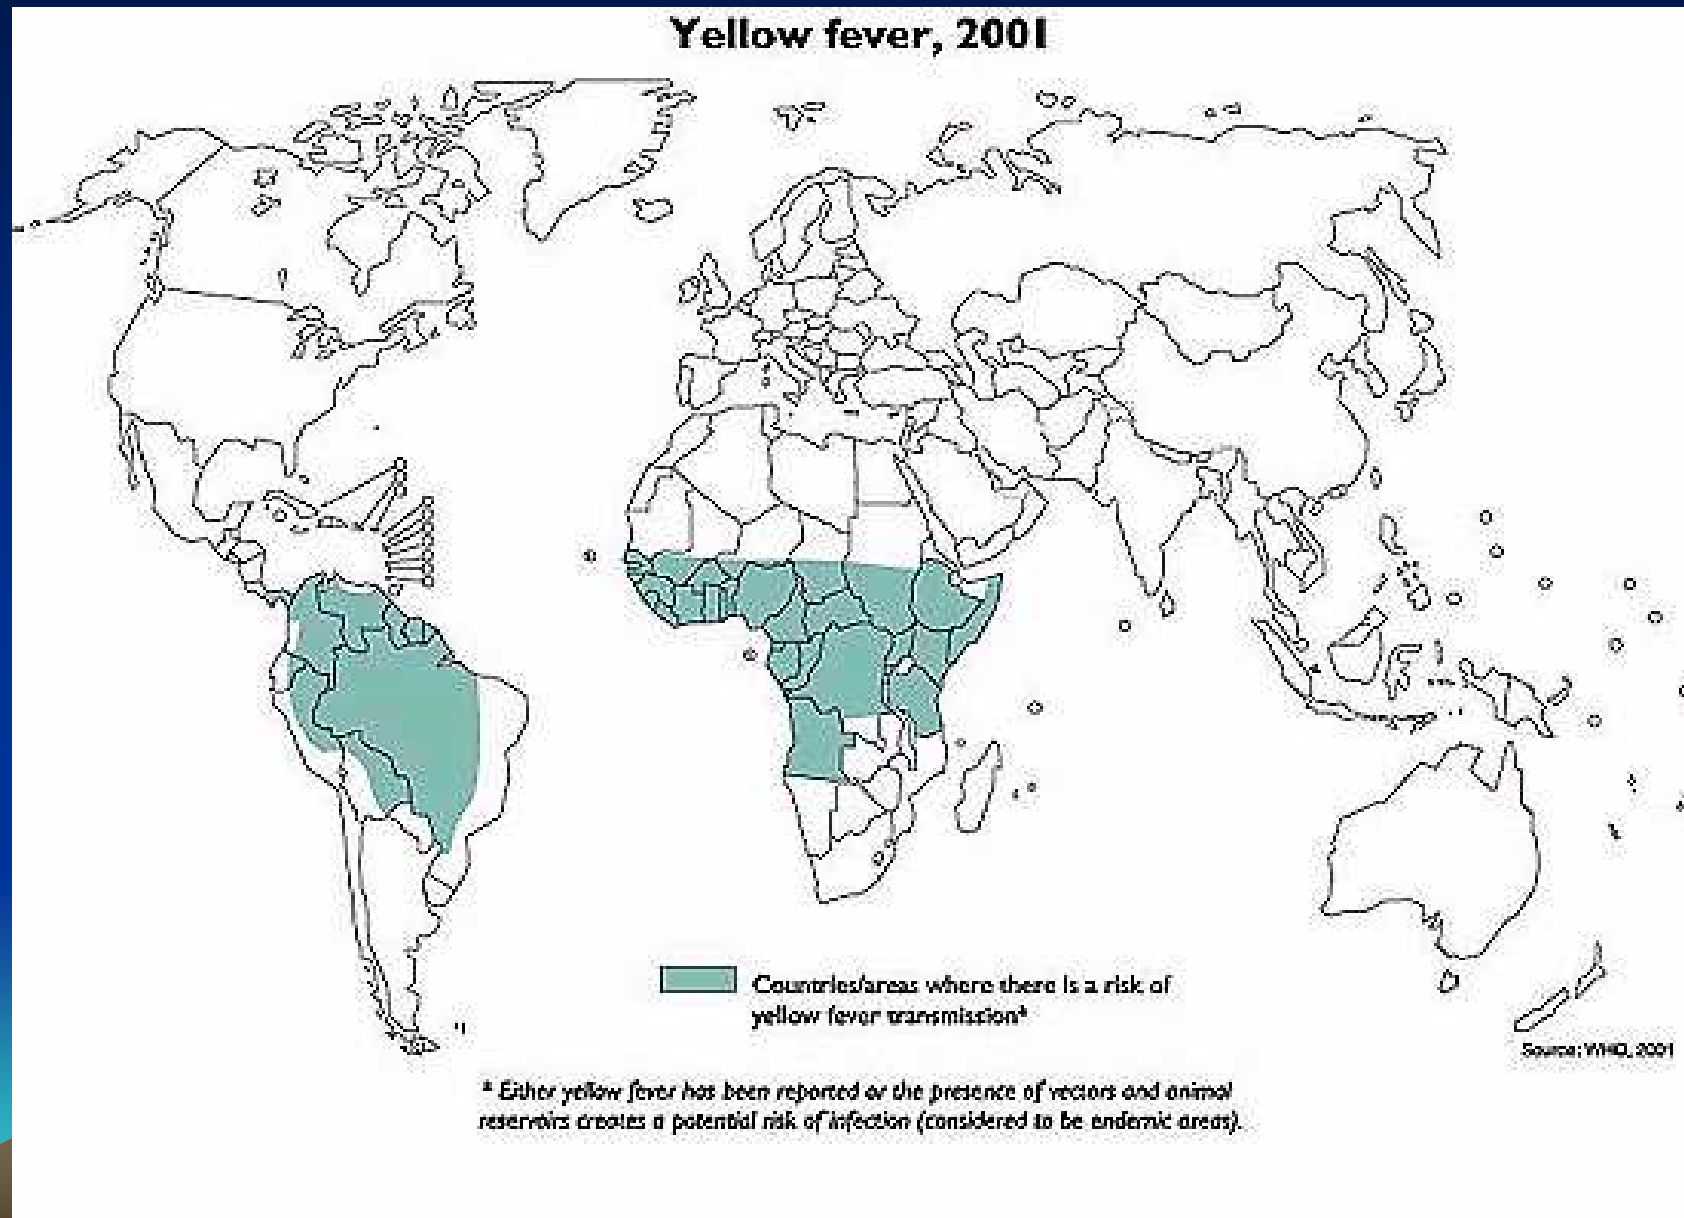 Yellow fever, 2001
Countries/areas where there is a risk of
yellow fever transmission*
Source: WHO, 2001
* Either yellow fever has been reported or the presence of vectors and animal
reservoirs creates a potential risk of infection (considered to be endemic areas).